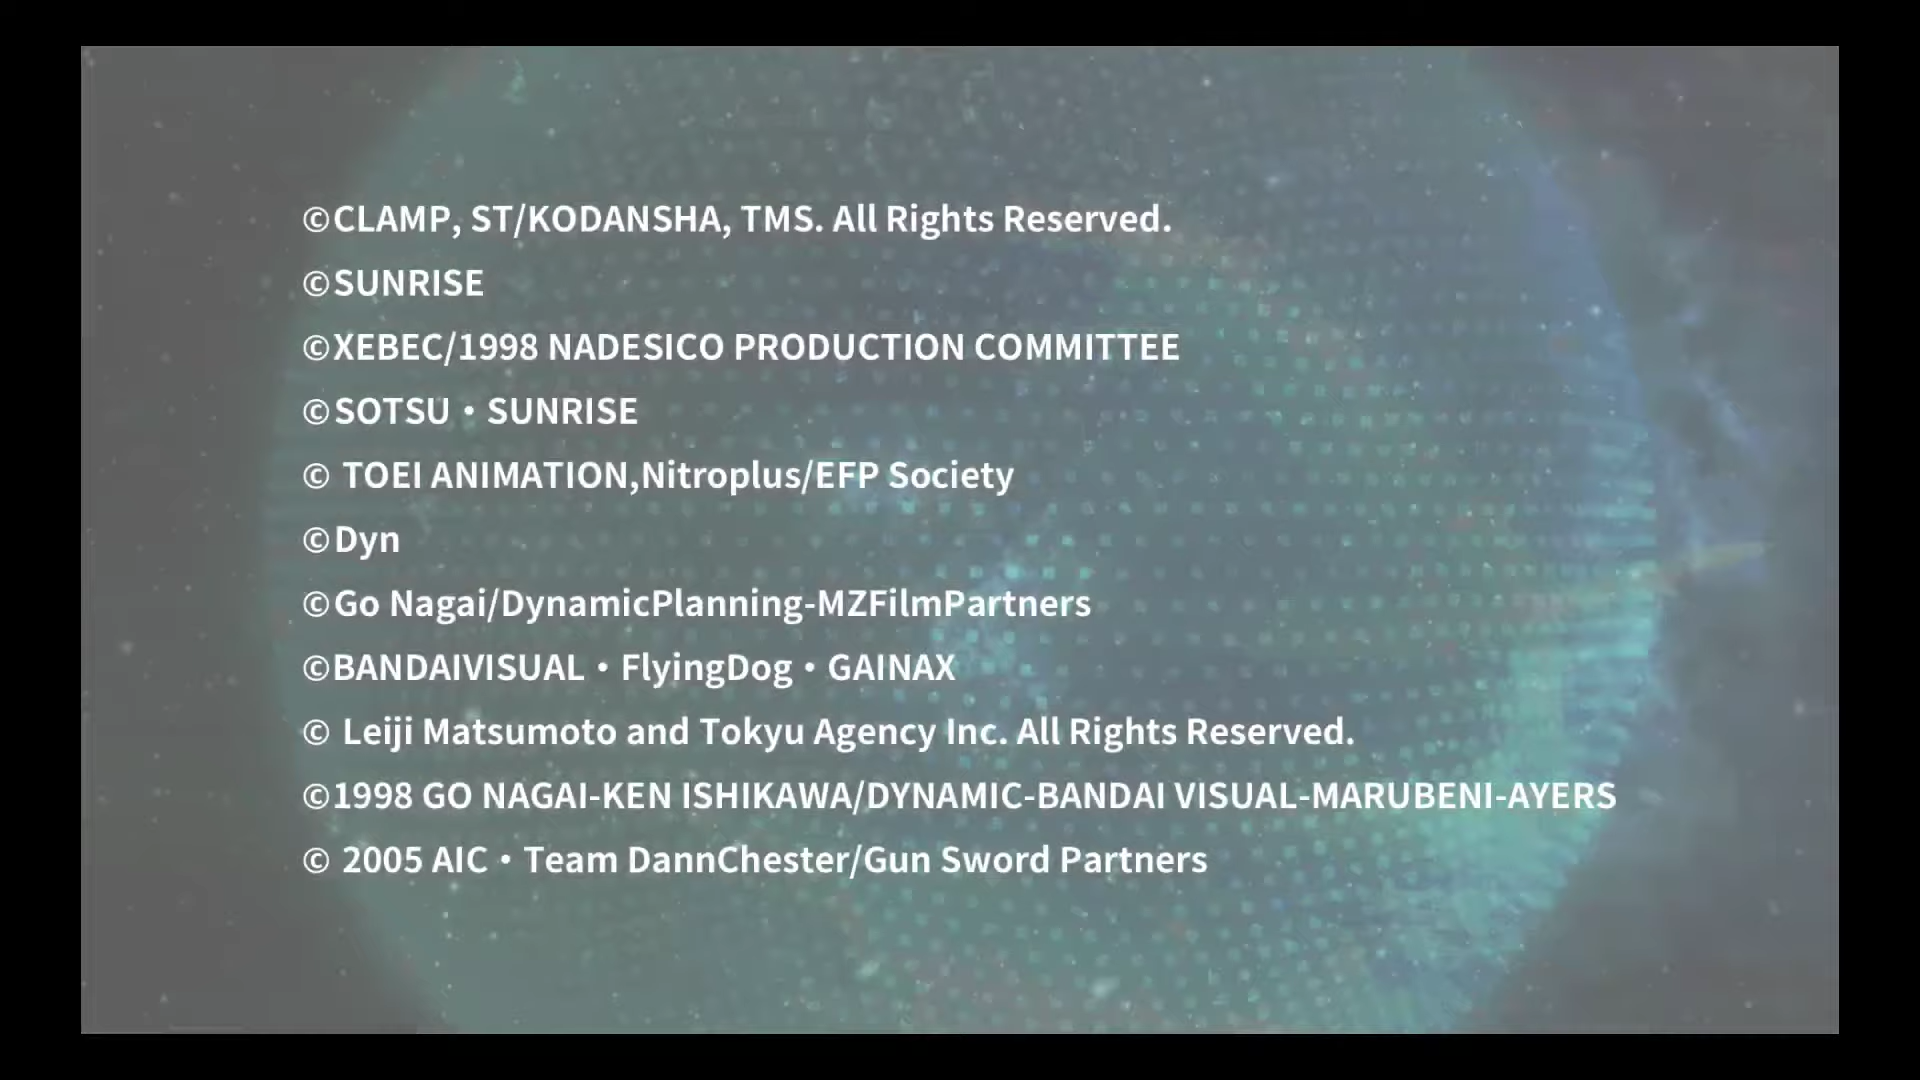 ©CLAMP, ST/KODANSHA, TMS. All Rights Reserved.
©SUNRISE
©XEBEC/1998 NADESICO PRODUCTION COMMITTEE
©SOTSU・SUNRISE
© TOEI ANIMATION,Nitroplus/EFP Society
©Dyn
©Go Nagai/DynamicPlanning-MZFilmPartners
©BANDAIVISUAL・FlyingDog・GAINAX
© Leiji Matsumoto and Tokyu Agency Inc. All Rights Reserved.
©1998 GO NAGAI-KEN ISHIKAWA/DYNAMIC-BANDAI VISUAL-MARUBENI-AYERS
© 2005 AIC・Team DannChester/Gun Sword Partners